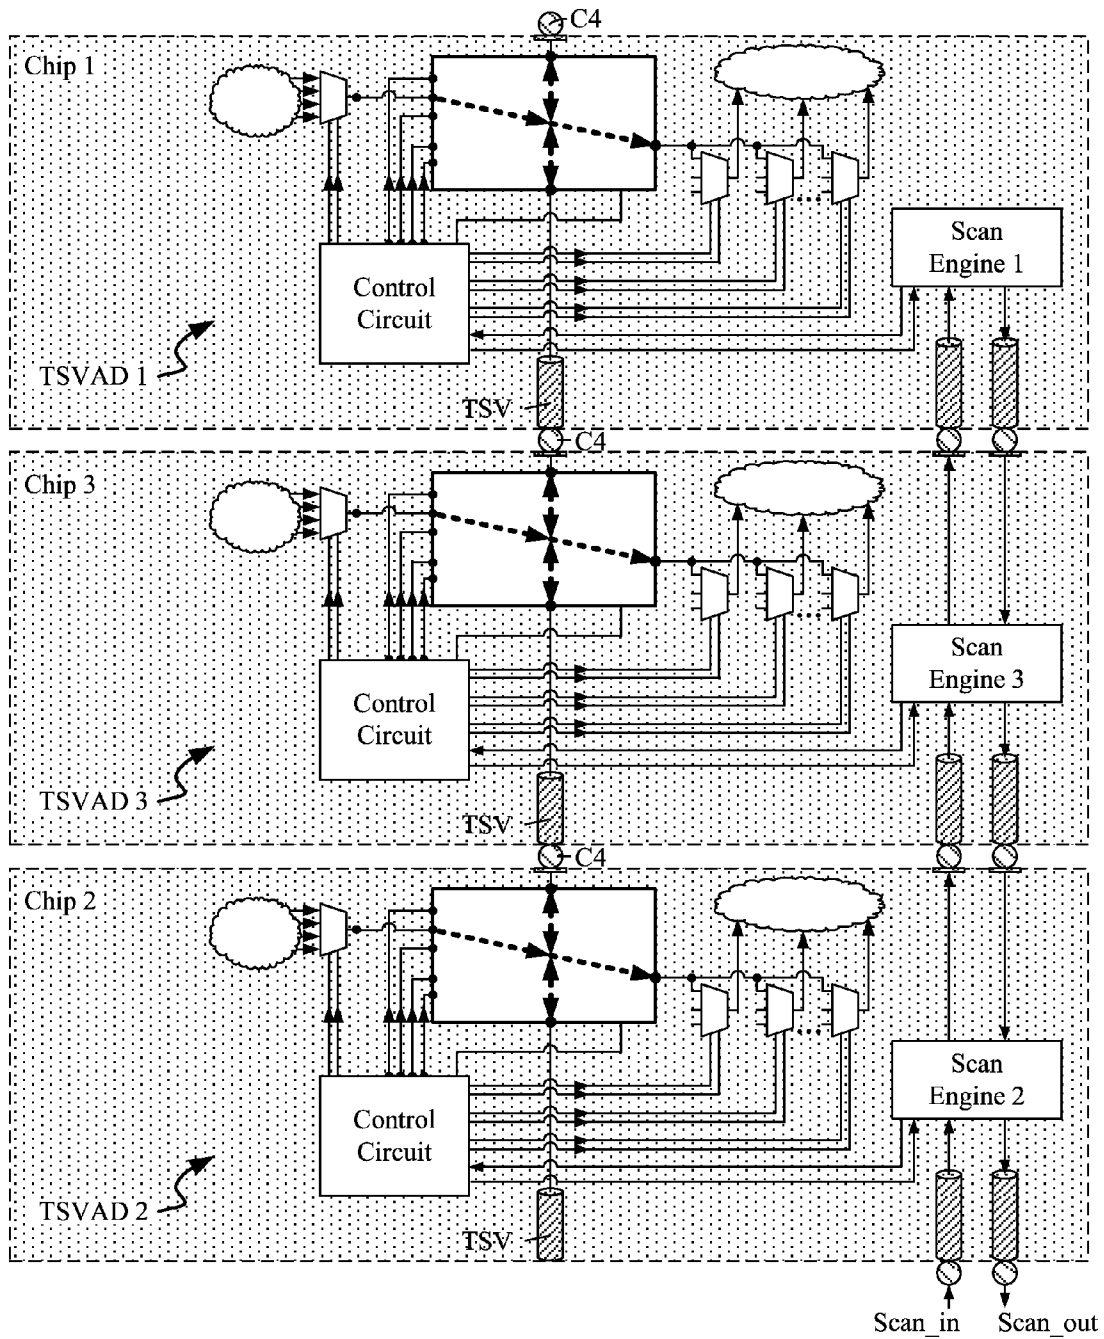 C4
Chip 1
Scan
Engine 1
Control
Circuit
TSVAD 1
TSV
C4
Chip 3
Scan
Engine 3
Control
Circuit
TSVAD 3
TSV
C4
Chip 2
Scan
Engine 2
Control
Circuit
TSVAD 2
TSV
Scan_in Scan_out